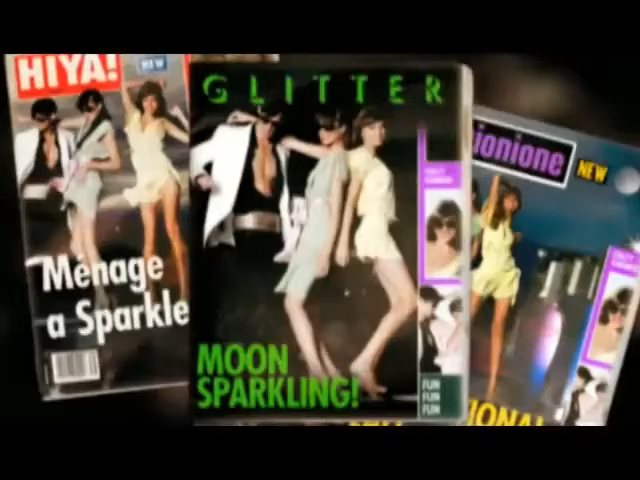 HIYA!
NEW
Ménage
a Sparkle
GLITTER
MOON
SPARKLING!
FUN
FUN
FUN
ionione
NEW
IONAL